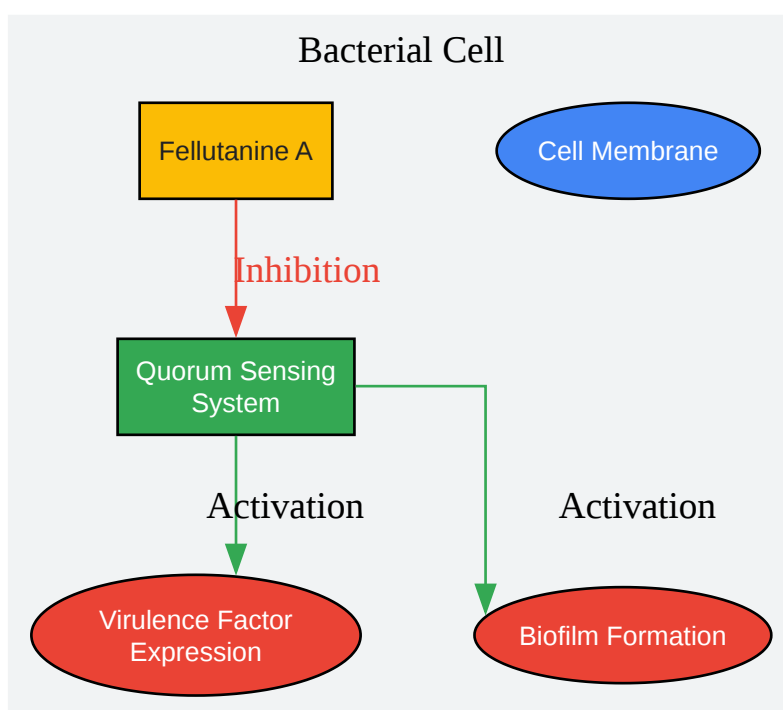 Bacterial Cell
Fellutanine A
Cell Membrane
Inhibition
Quorum Sensing
System
Activation
Activation
Virulence Factor
Expression
Biofilm Formation